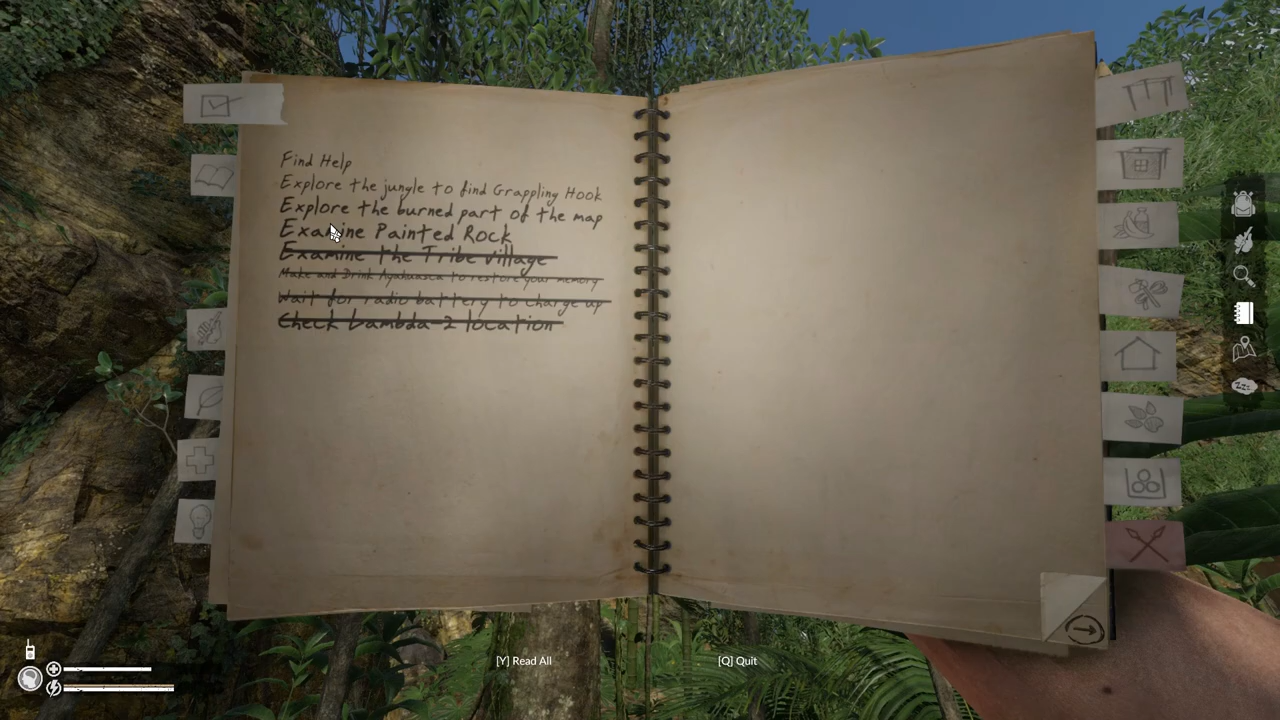 Find Help
Explore the jungle to find Grappling Hook
Explore the burned part of the map
Examine Painted Rock
Examine the Tribe village
Make and Drink Ayahuasca to restore your memory
Wait for radio battery to charge up
Check Lambda 2 location
[Y] Read All
[Q] Quit